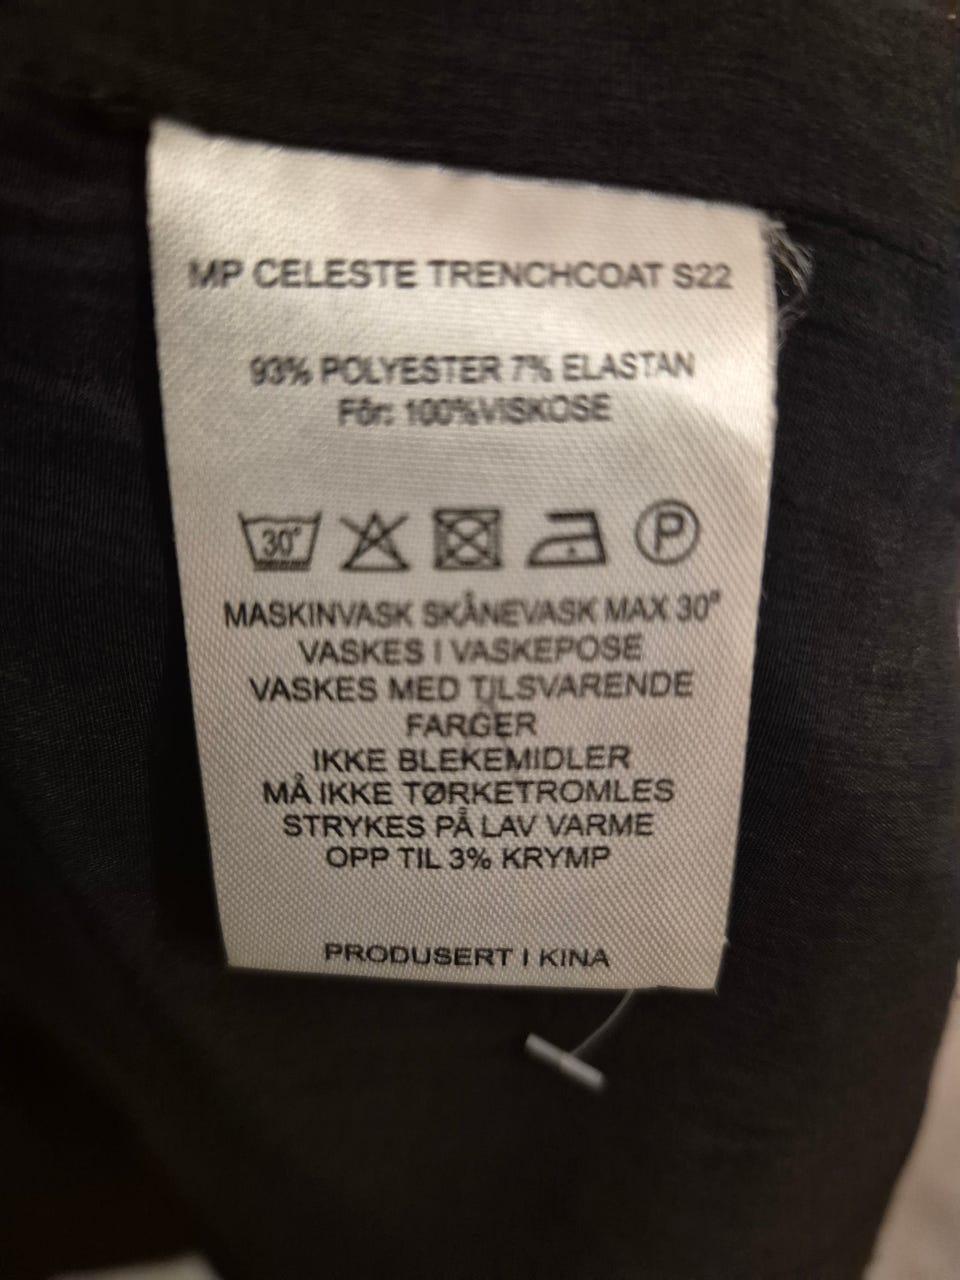 MP CELESTE TRENCHCOAT S22
93% POLYESTER 7% ELASTAN
Fôr: 100%VISKOSE
30° P
MASKINVASK SKÅNEVASK MAX 30°
VASKES I VASKEPOSE
VASKES MED TILSVARENDE
FARGER
IKKE BLEKEMIDLER
MÅ IKKE TØRKETROMLES
STRYKES PÅ LAV VARME
OPP TIL 3% KRYMP
PRODUSERT I KINA